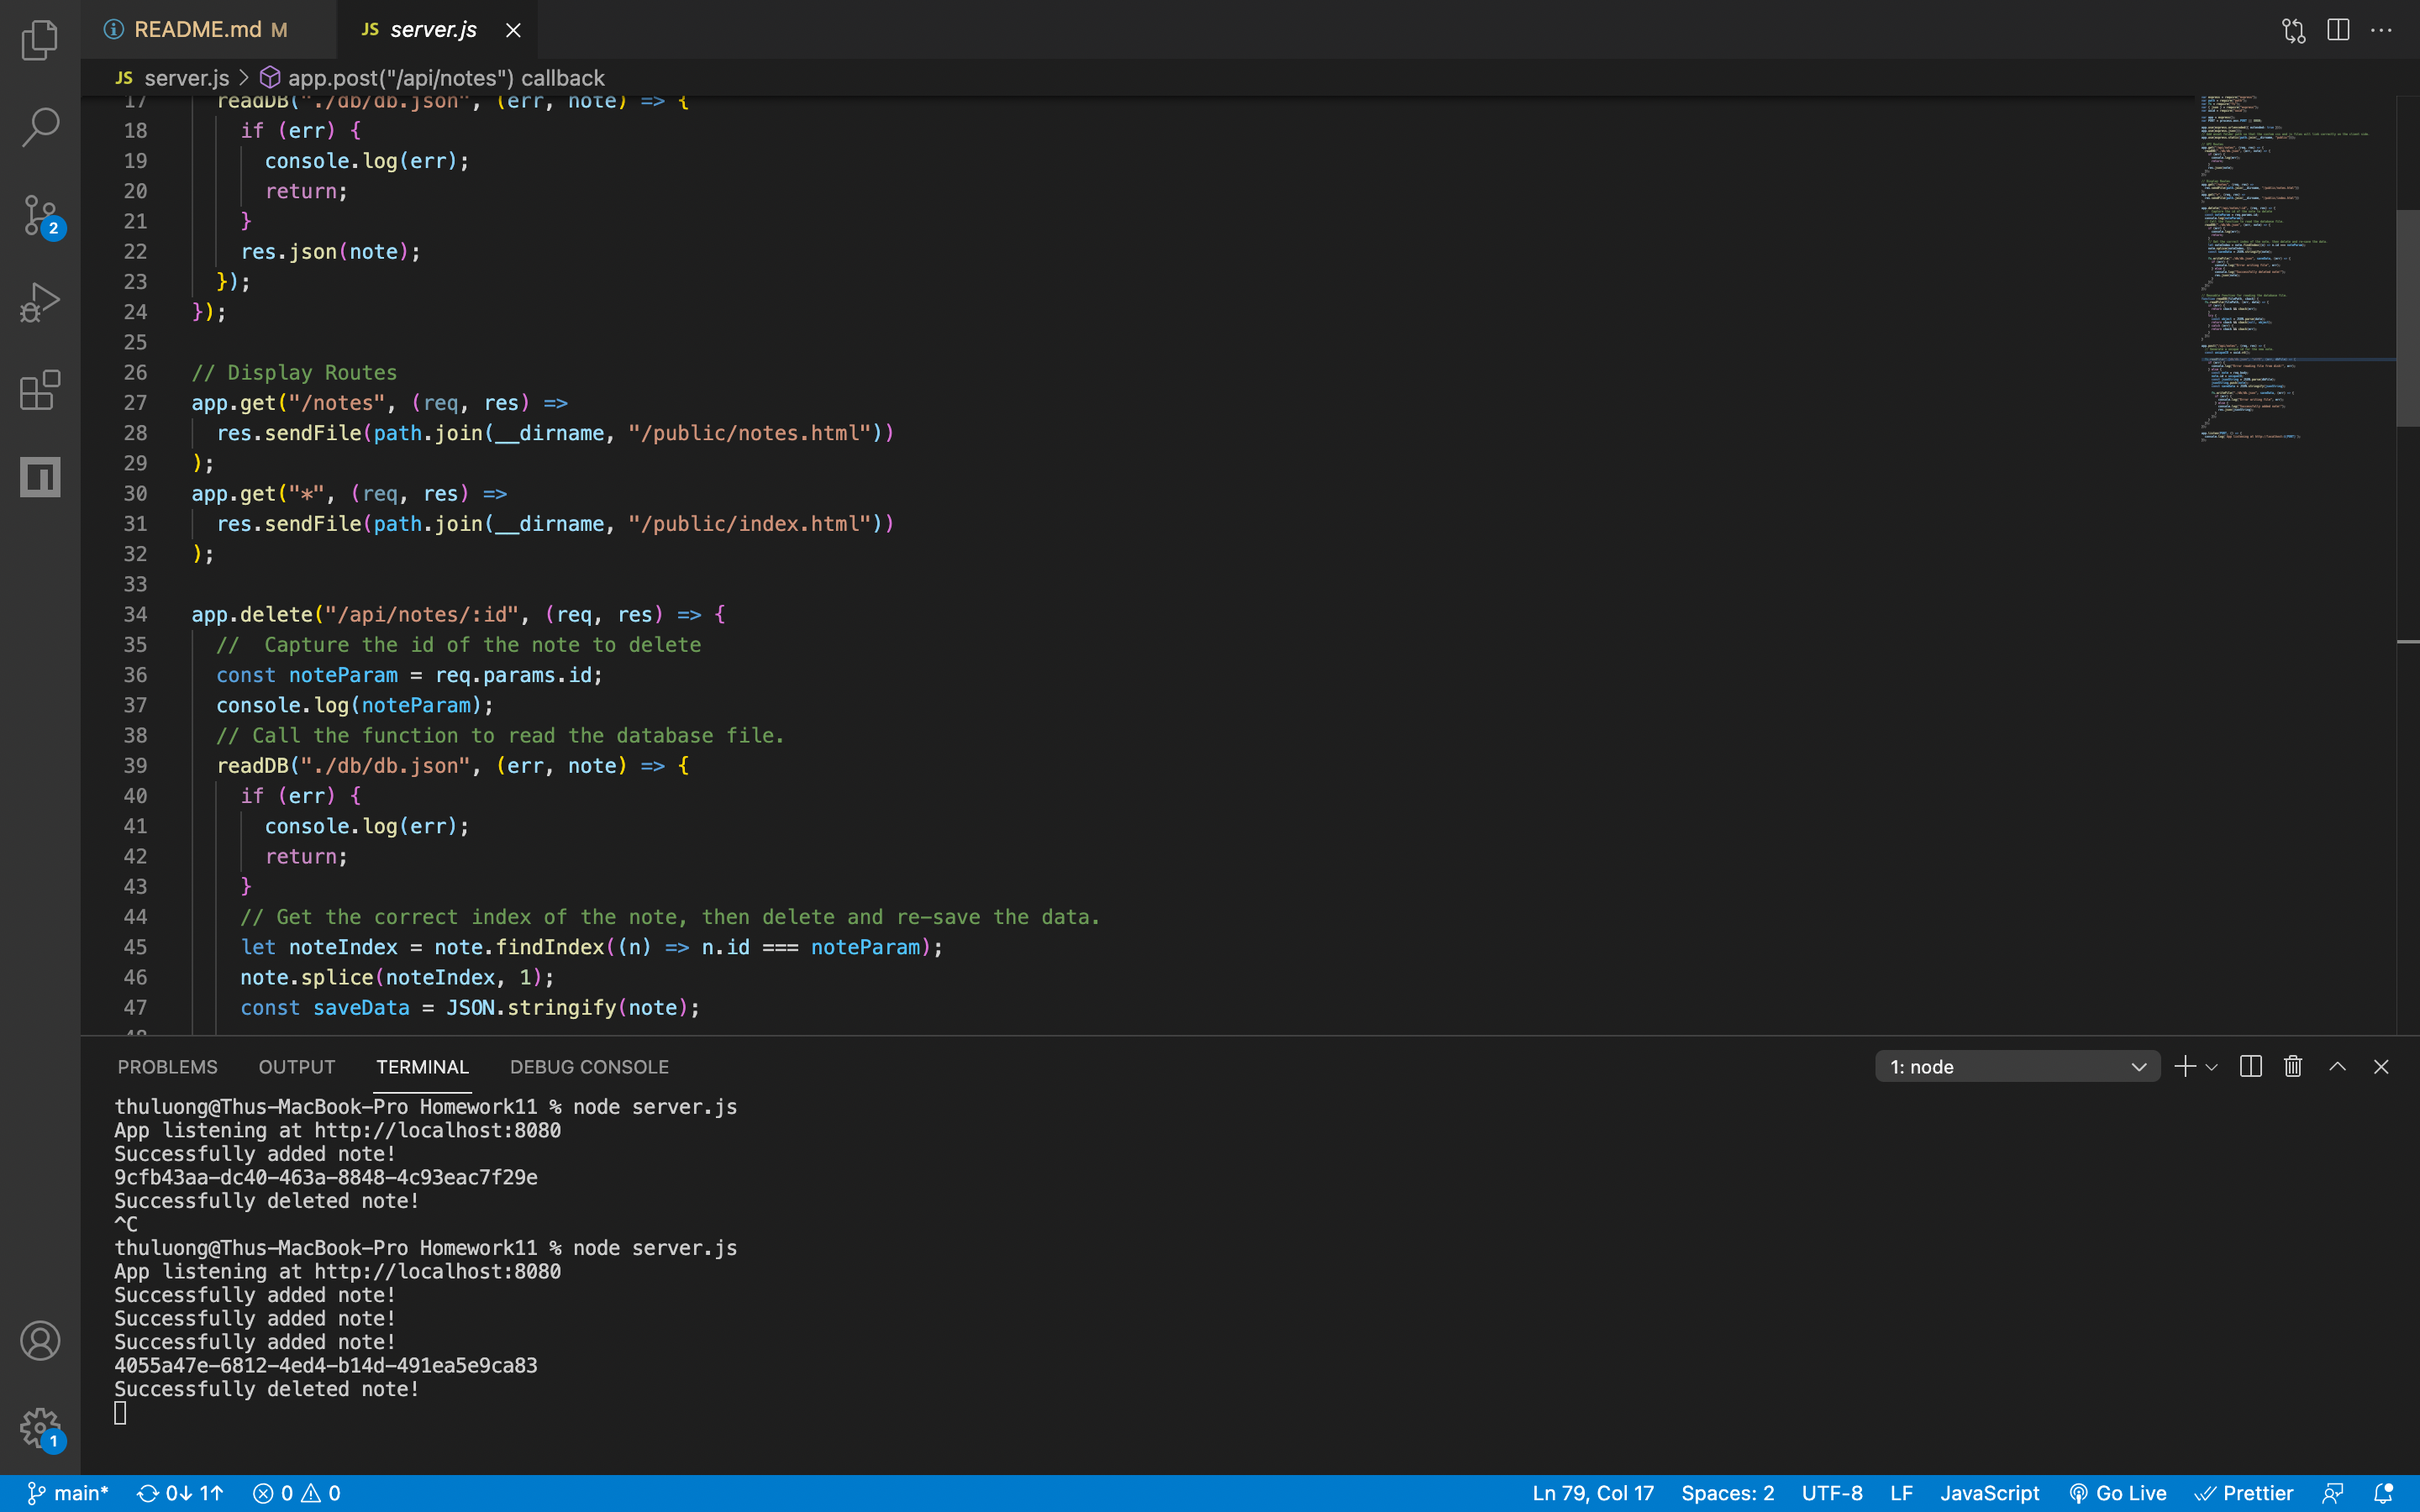 README.md M
JS server.js
JS server.js > app.post("/api/notes") callback
17 readDB("./db/db.json", (err, note) => {
18 if (err) {
19 console.log(err);
20 return;
21 }
22 res.json(note);
23 });
24 });
25
26 // Display Routes
27 app.get("/notes", (req, res) =>
28 res.sendFile(path.join(__dirname, "/public/notes.html"))
29 );
30 app.get("*", (req, res) =>
31 res.sendFile(path.join(__dirname, "/public/index.html"))
32 );
33
34 app.delete("/api/notes/:id", (req, res) => {
35 //  Capture the id of the note to delete
36 const noteParam = req.params.id;
37 console.log(noteParam);
38 // Call the function to read the database file.
39 readDB("./db/db.json", (err, note) => {
40 if (err) {
41 console.log(err);
42 return;
43 }
44 // Get the correct index of the note, then delete and re-save the data.
45 let noteIndex = note.findIndex((n) => n.id === noteParam);
46 note.splice(noteIndex, 1);
47 const saveData = JSON.stringify(note);
2
PROBLEMS OUTPUT TERMINAL DEBUG CONSOLE 1: node
thuluong@Thus-MacBook-Pro Homework11 % node server.js
App listening at http://localhost:8080
Successfully added note!
9cfb43aa-dc40-463a-8848-4c93eac7f29e
Successfully deleted note!
^C
thuluong@Thus-MacBook-Pro Homework11 % node server.js
App listening at http://localhost:8080
Successfully added note!
Successfully added note!
Successfully added note!
4055a47e-6812-4ed4-b14d-491ea5e9ca83
Successfully deleted note!
1
main* 0↓ 1↑ 0 0 Ln 79, Col 17 Spaces: 2 UTF-8 LF JavaScript Go Live Prettier